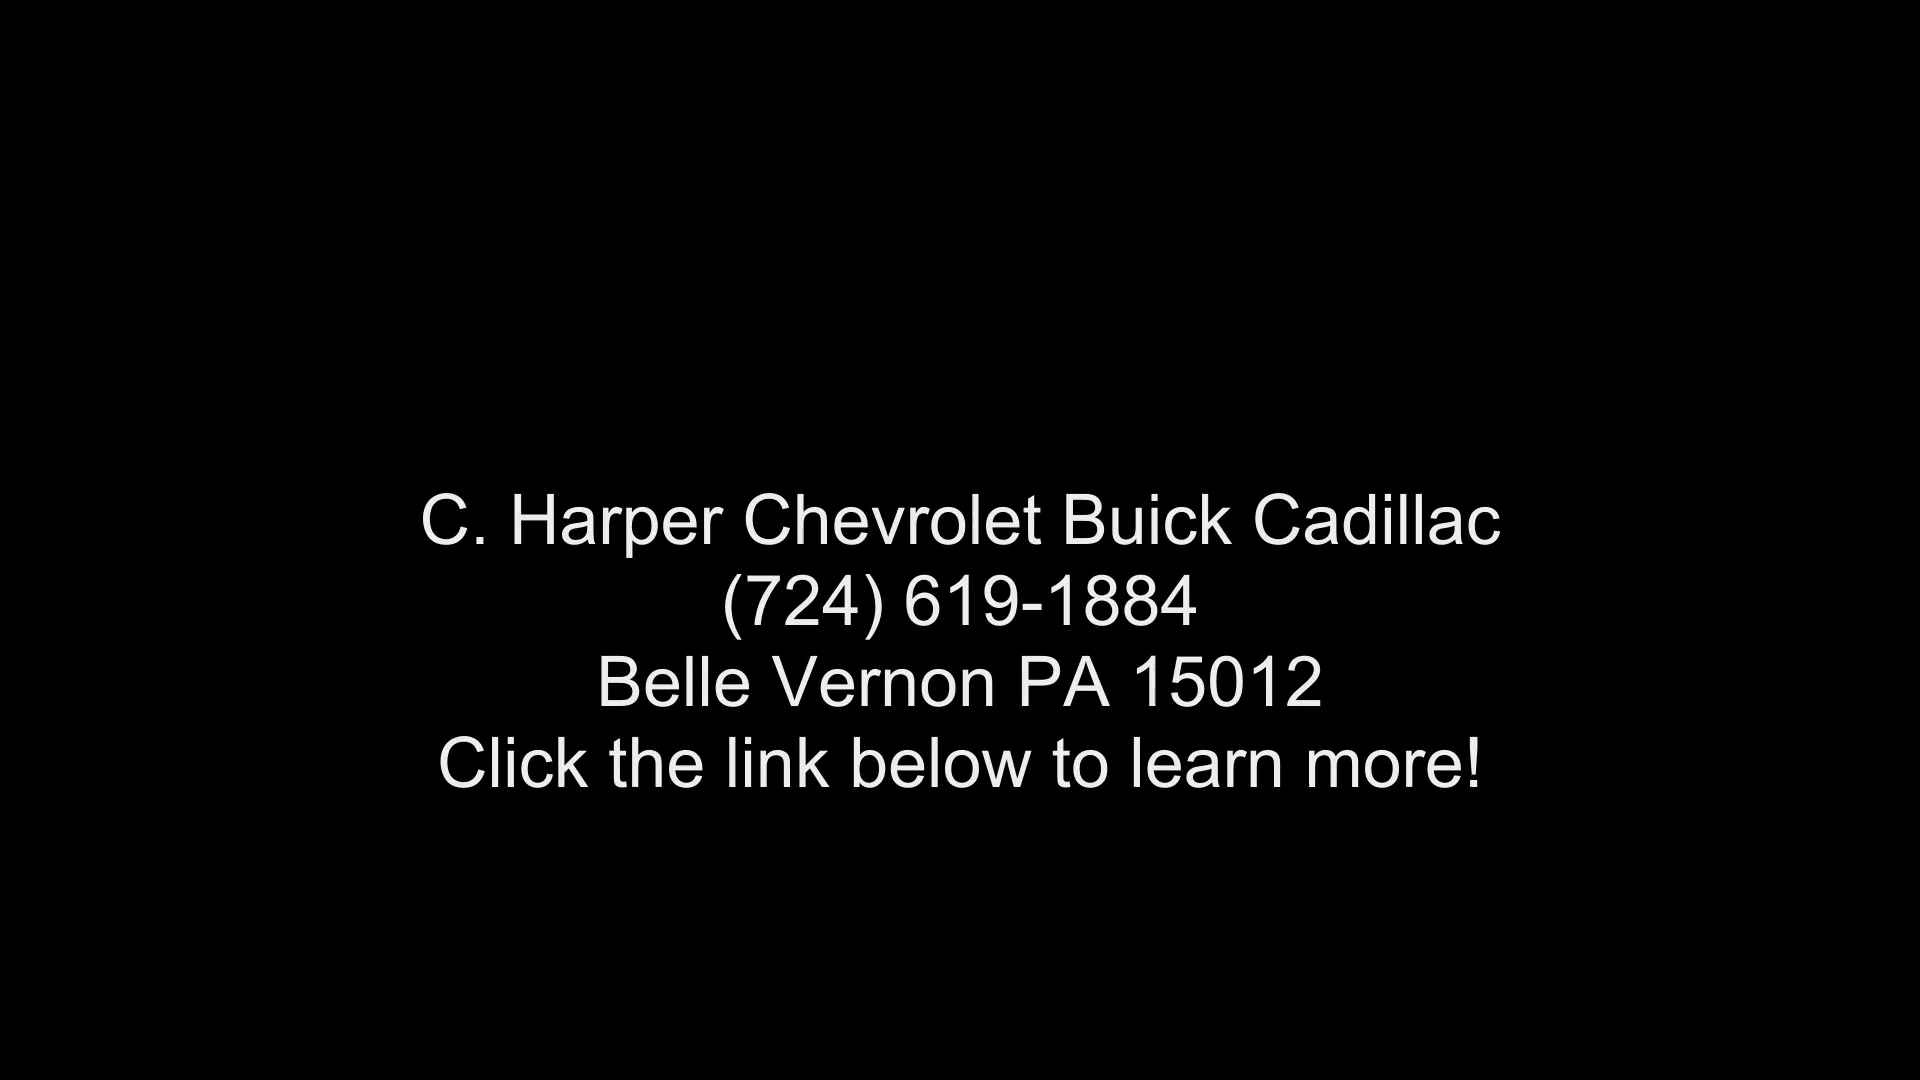 C. Harper Chevrolet Buick Cadillac
(724) 619-1884
Belle Vernon PA 15012
Click the link below to learn more!